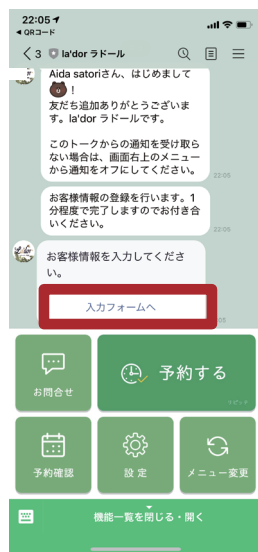 22:05
◀ QRコード
3 la'dor ラドール
Aida satoriさん、はじめまして
！
友だち追加ありがとうございま
す。la'dor ラドールです。
このトークからの通知を受け取ら
ない場合は、画面右上のメニュー
から通知をオフにしてください。
22:05
お客様情報の登録を行います。1
分程度で完了しますのでお付き合
いください。
22:05
お客様情報を入力してくださ
い。
入力フォームへ
:05
お問合せ
予約する
予約確認
設定
メニュー変更
機能一覧を閉じる・開く